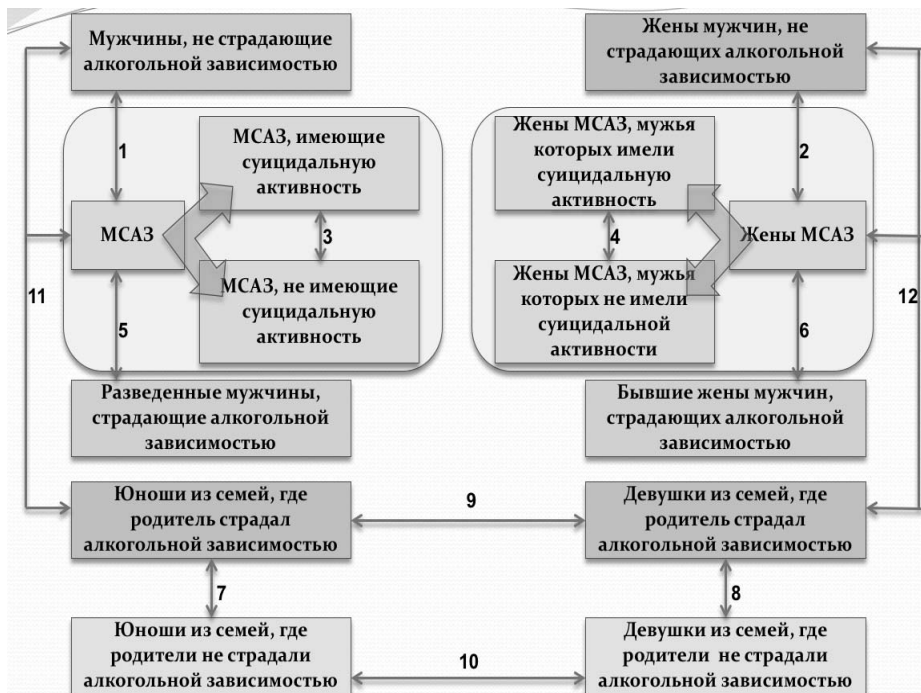 Мужчины, не страдающие
алкогольной зависимостью
Жены мужчин, не
страдающих алкогольной
зависимостью
1
МСАЗ, имеющие
суицидальную
активность
Жены МСАЗ, мужья
которых имели
суицидальную
активность
2
МСАЗ
3
4
Жены МСАЗ
11
МСАЗ, не имеющие
суицидальную
активность
Жены МСАЗ, мужья
которых не имели
суицидальной
активности
12
5
6
Разведенные мужчины,
страдающие алкогольной
зависимостью
Бывшие жены мужчин,
страдающих алкогольной
зависимостью
Юноши из семей, где
родитель страдал
алкогольной зависимостью
9
Девушки из семей, где
родитель страдал
алкогольной зависимостью
7
8
Юноши из семей, где
родители не страдали
алкогольной зависимостью
10
Девушки из семей, где
родители не страдали
алкогольной зависимостью